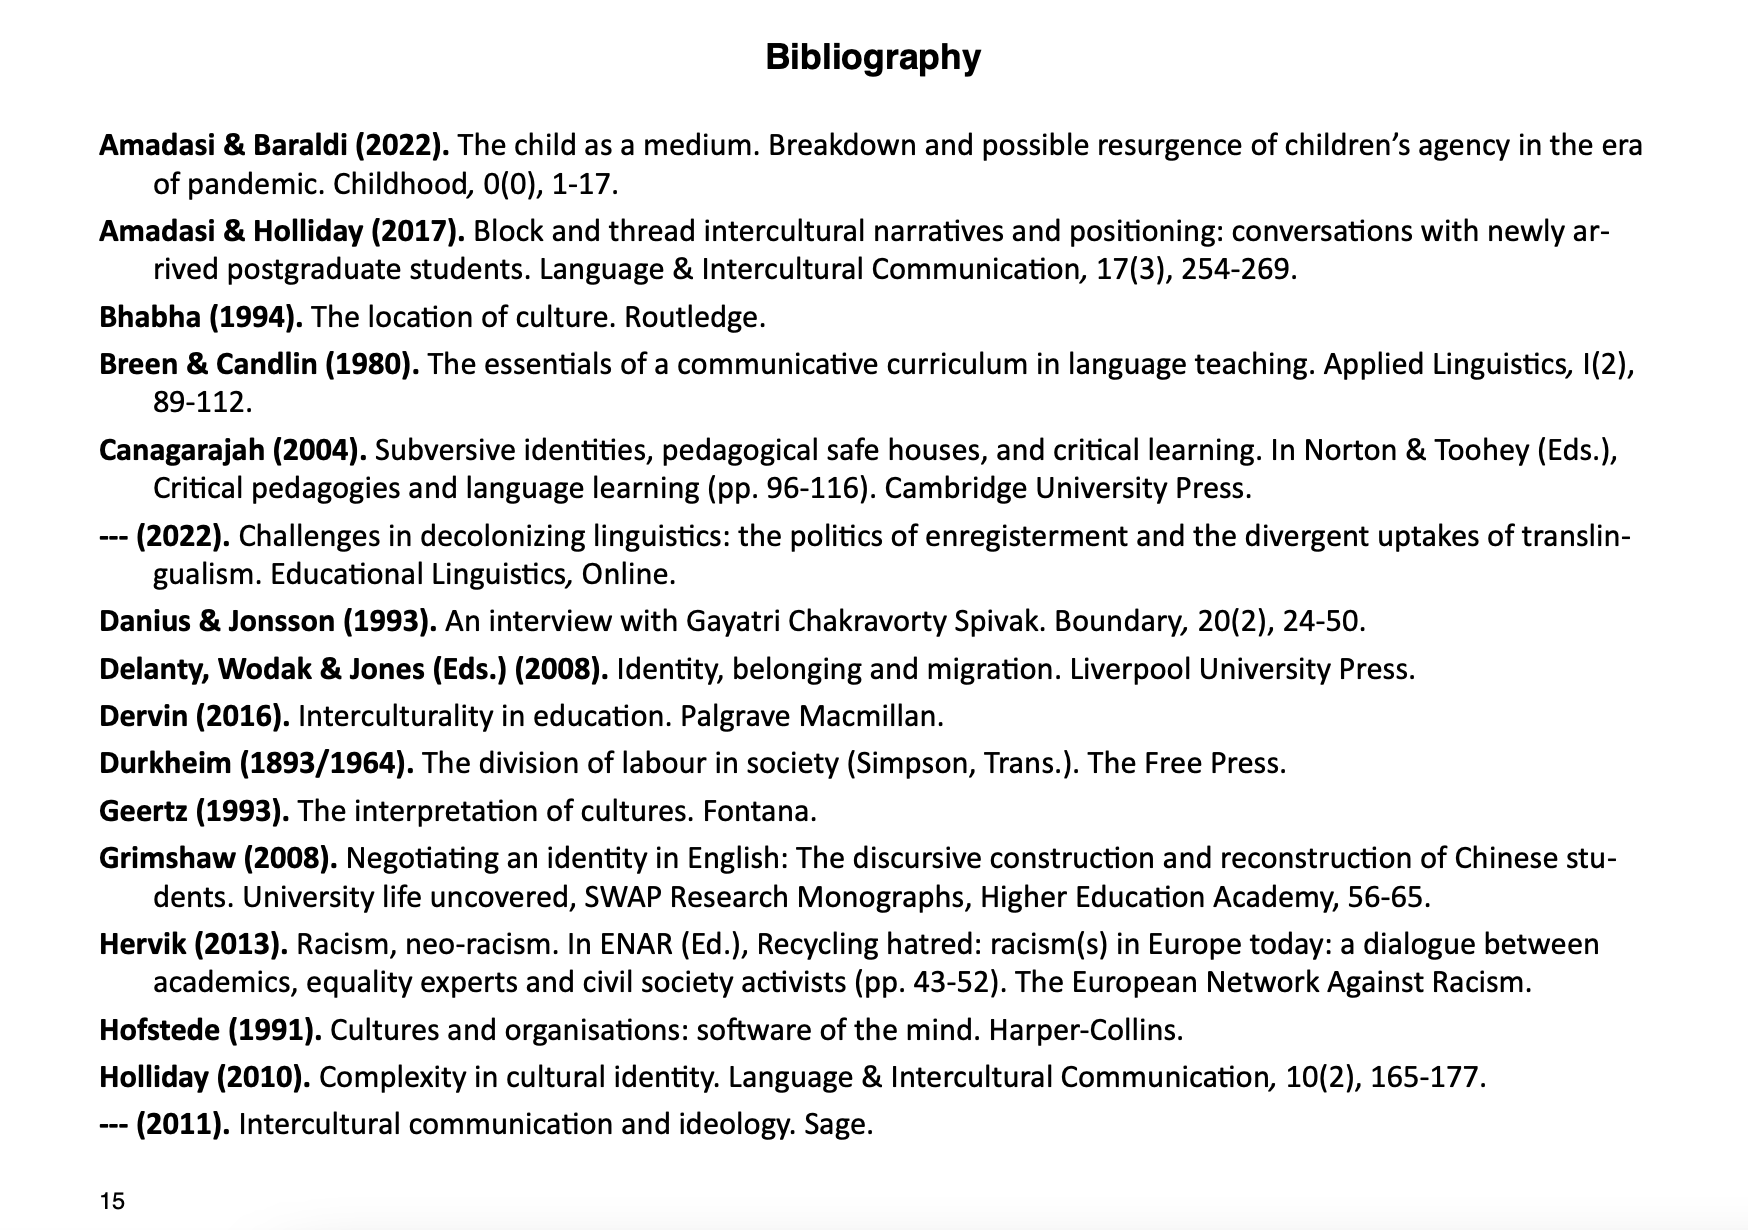 Bibliography
Amadasi & Baraldi (2022). The child as a medium. Breakdown and possible resurgence of children’s agency in the era
of pandemic. Childhood, 0(0), 1-17.
Amadasi & Holliday (2017). Block and thread intercultural narratives and positioning: conversations with newly ar-
rived postgraduate students. Language & Intercultural Communication, 17(3), 254-269.
Bhabha (1994). The location of culture. Routledge.
Breen & Candlin (1980). The essentials of a communicative curriculum in language teaching. Applied Linguistics, I(2),
89-112.
Canagarajah (2004). Subversive identities, pedagogical safe houses, and critical learning. In Norton & Toohey (Eds.),
Critical pedagogies and language learning (pp. 96-116). Cambridge University Press.
--- (2022). Challenges in decolonizing linguistics: the politics of enregisterment and the divergent uptakes of translin-
gualism. Educational Linguistics, Online.
Danius & Jonsson (1993). An interview with Gayatri Chakravorty Spivak. Boundary, 20(2), 24-50.
Delanty, Wodak & Jones (Eds.) (2008). Identity, belonging and migration. Liverpool University Press.
Dervin (2016). Interculturality in education. Palgrave Macmillan.
Durkheim (1893/1964). The division of labour in society (Simpson, Trans.). The Free Press.
Geertz (1993). The interpretation of cultures. Fontana.
Grimshaw (2008). Negotiating an identity in English: The discursive construction and reconstruction of Chinese stu-
dents. University life uncovered, SWAP Research Monographs, Higher Education Academy, 56-65.
Hervik (2013). Racism, neo-racism. In ENAR (Ed.), Recycling hatred: racism(s) in Europe today: a dialogue between
academics, equality experts and civil society activists (pp. 43-52). The European Network Against Racism.
Hofstede (1991). Cultures and organisations: software of the mind. Harper-Collins.
Holliday (2010). Complexity in cultural identity. Language & Intercultural Communication, 10(2), 165-177.
--- (2011). Intercultural communication and ideology. Sage.
15